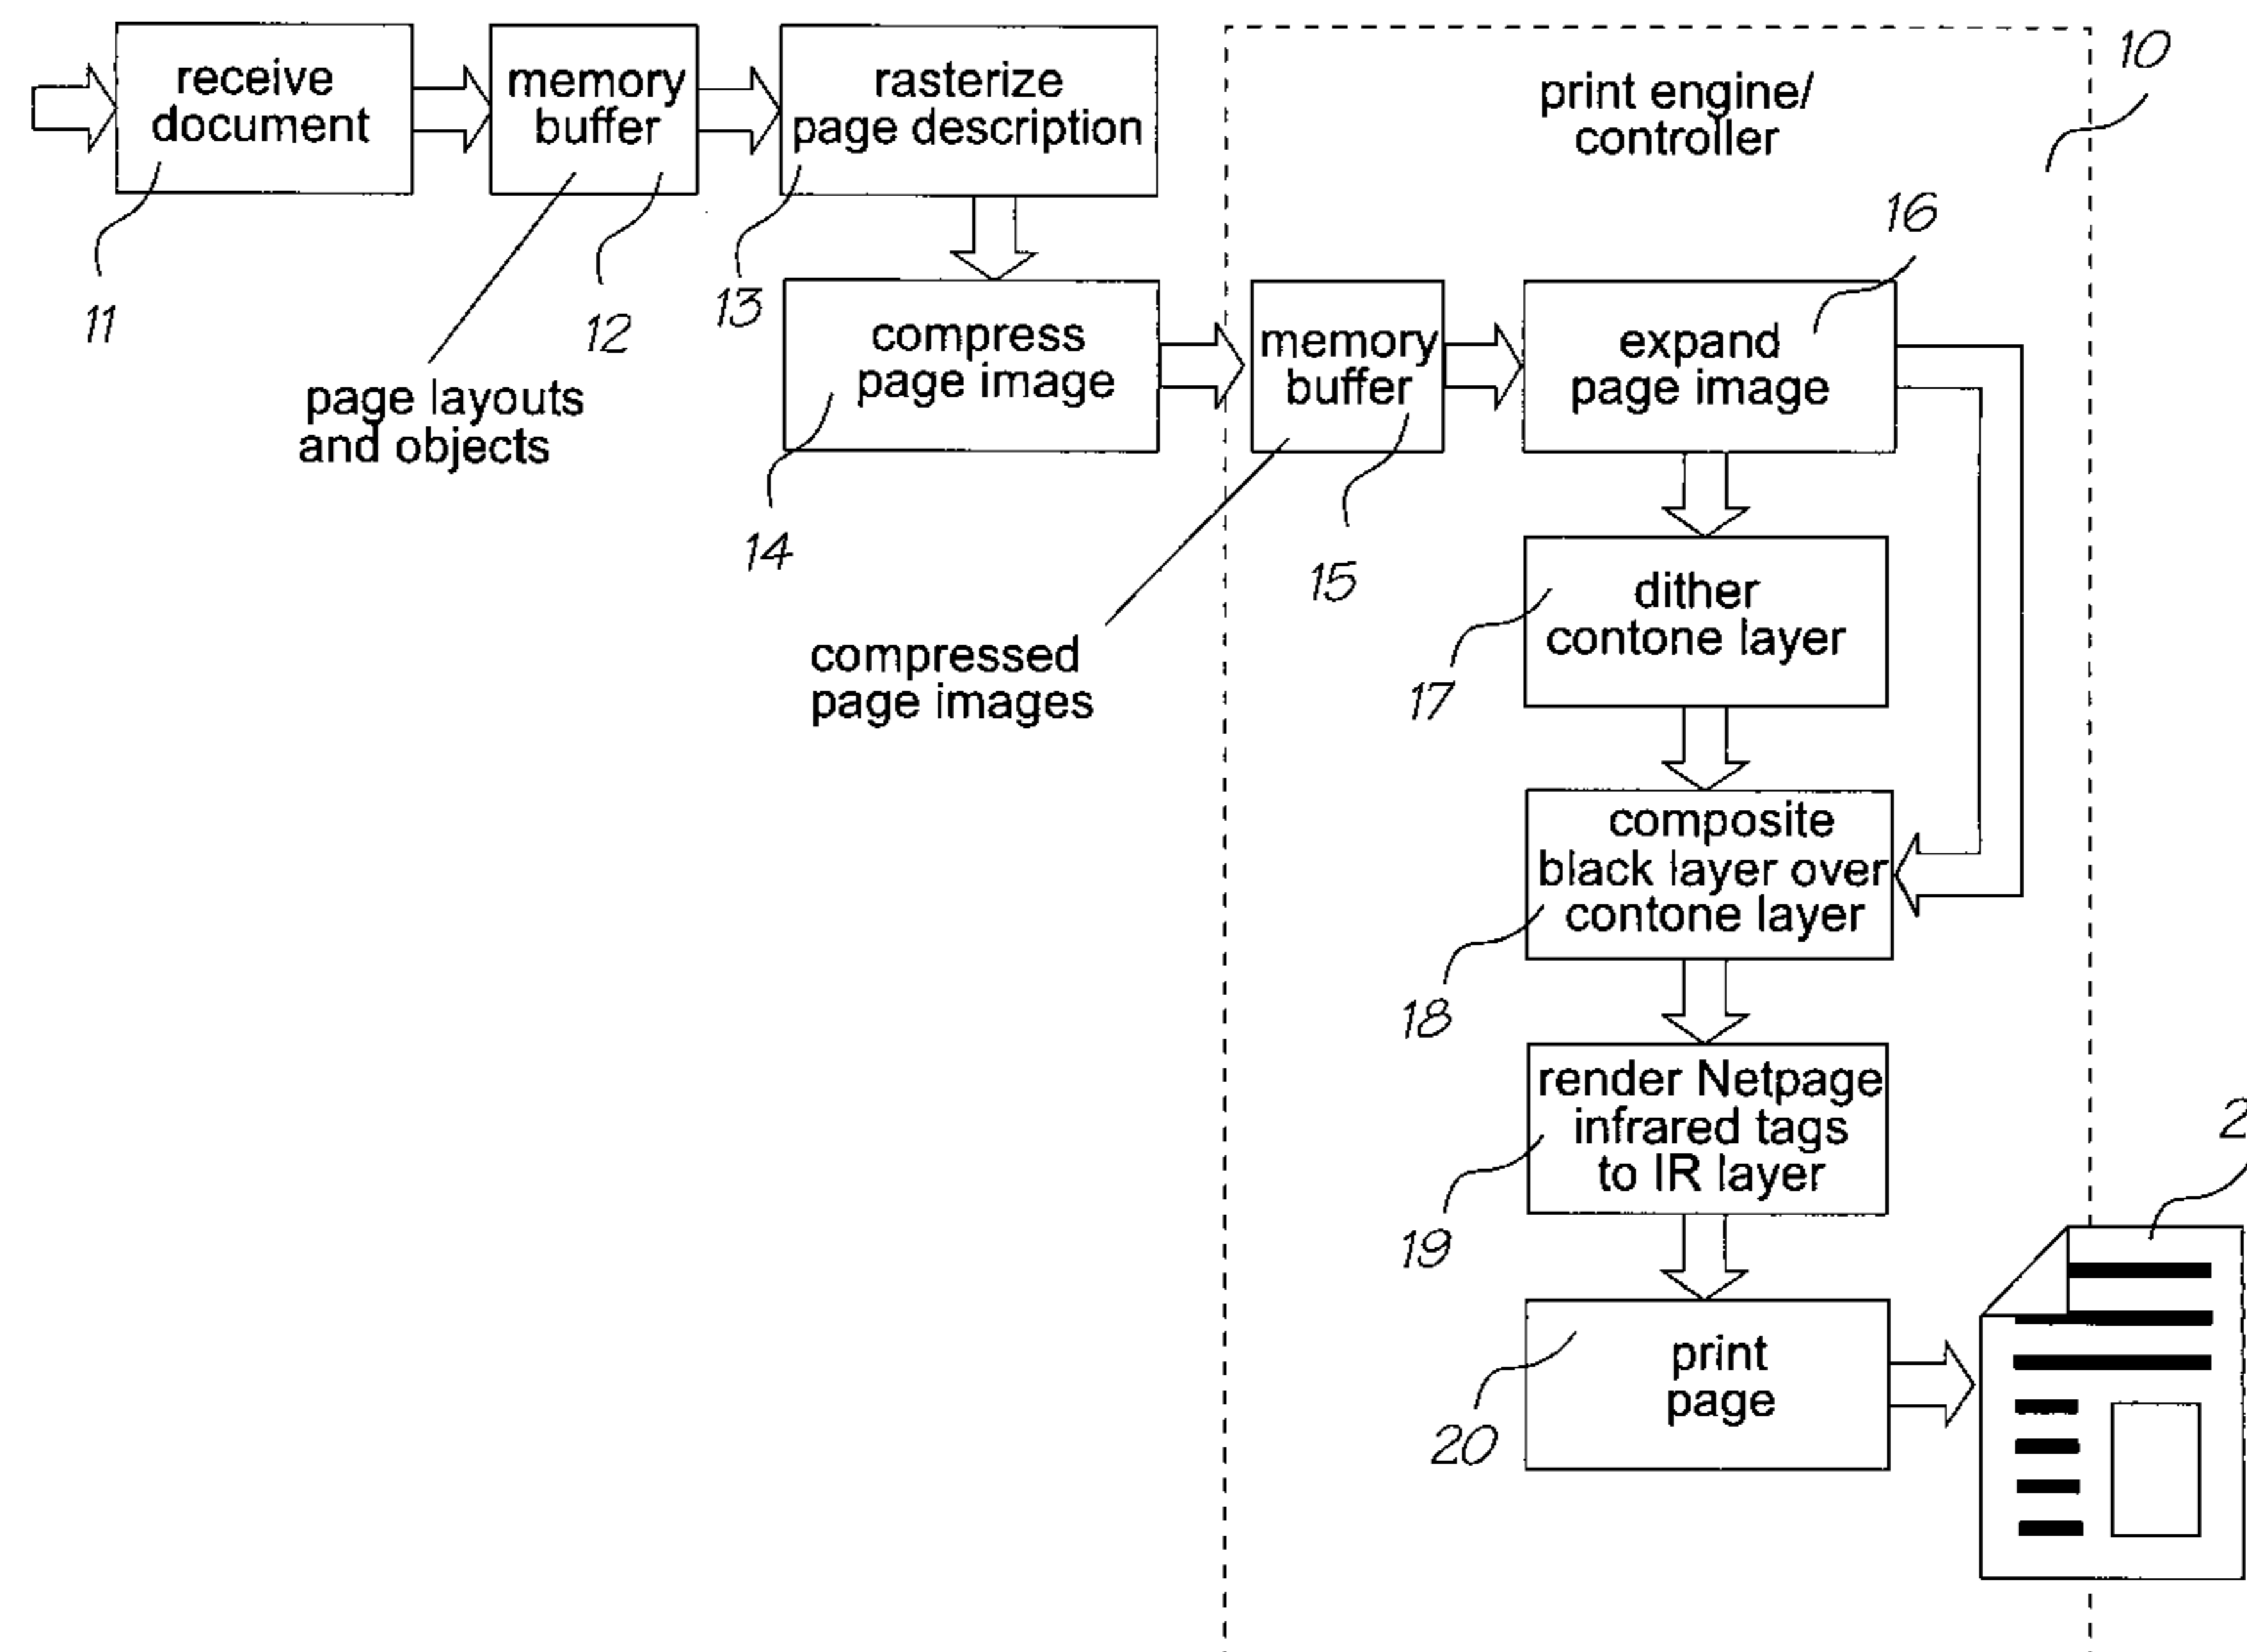 receive
document
memory
buffer
rasterize
page description
print engine/
controller
10
11
page layouts
and objects
12
13
16
compress
page image
memory
buffer
expand
page image
14
15
compressed
page images
dither
contone layer
17
composite
black layer over
contone layer
18
render Netpage
infrared tags
to IR layer
19
print
page
20